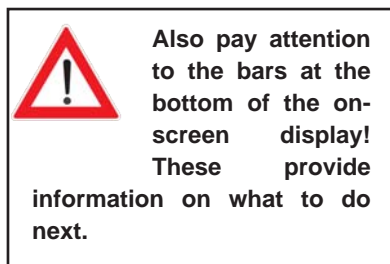 Also pay attention
to the bars at the
bottom of the on-
screen display!
These provide
information on what to do
next.